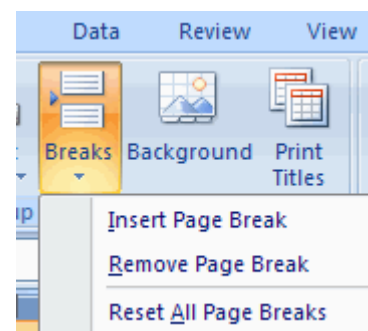 Data Review View
Breaks Background Print
Titles
Insert Page Break
Remove Page Break
Reset All Page Breaks